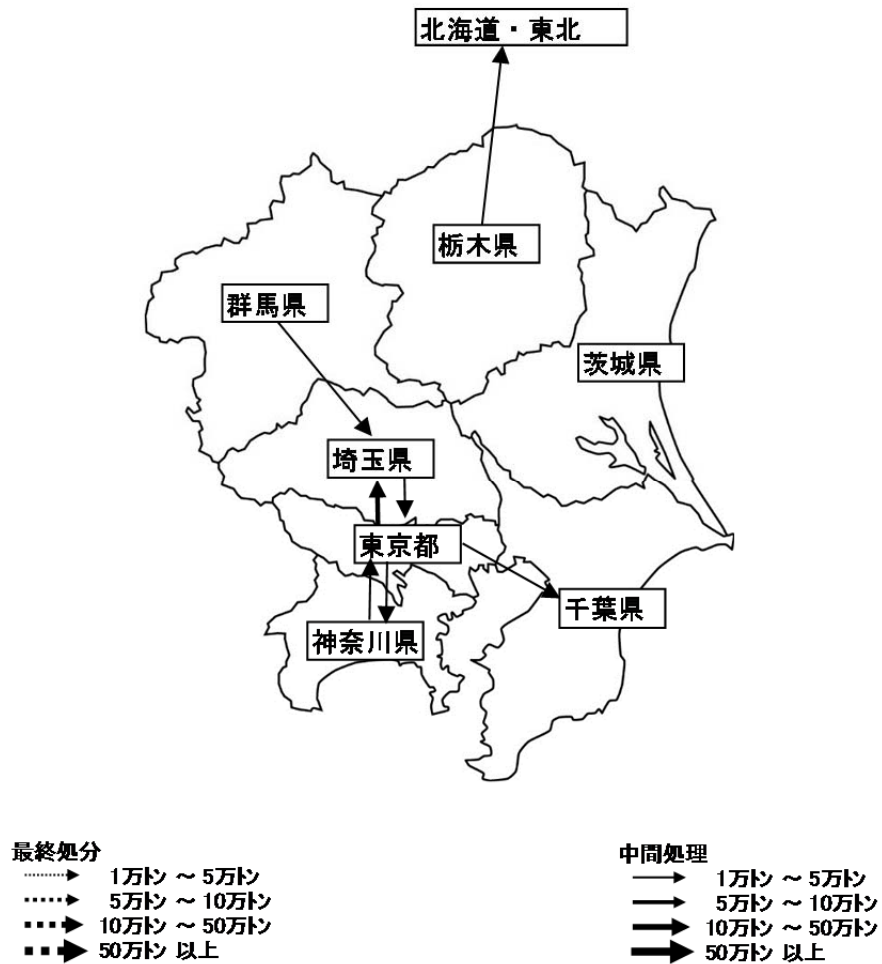 北海道・東北
栃木県
群馬県
茨城県
埼玉県
東京都
千葉県
神奈川県
最終処分
1万トン ～ 5万トン
5万トン ～ 10万トン
10万トン ～ 50万トン
50万トン 以上
中間処理
1万トン ～ 5万トン
5万トン ～ 10万トン
10万トン ～ 50万トン
50万トン 以上